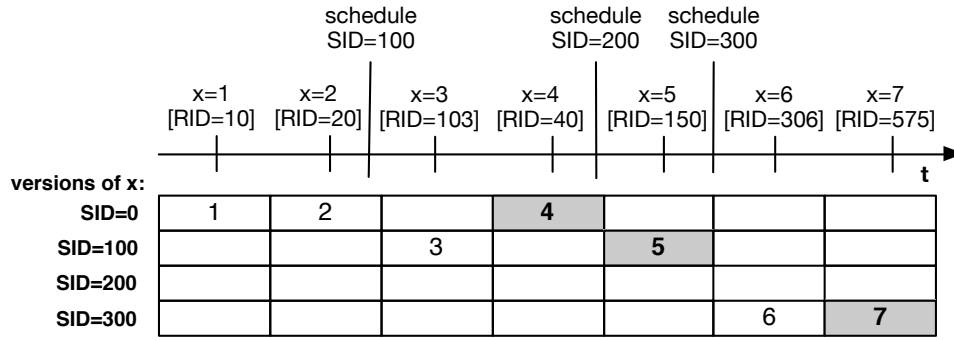 schedule schedule schedule
SID=100 SID=200 SID=300
x=1 x=2 x=3 x=4 x=5 x=6 x=7
[RID=10] [RID=20] [RID=103] [RID=40] [RID=150] [RID=306] [RID=575]
t
versions of x:
SID=0 1 2 4
SID=100 3 5
SID=200
SID=300 6 7